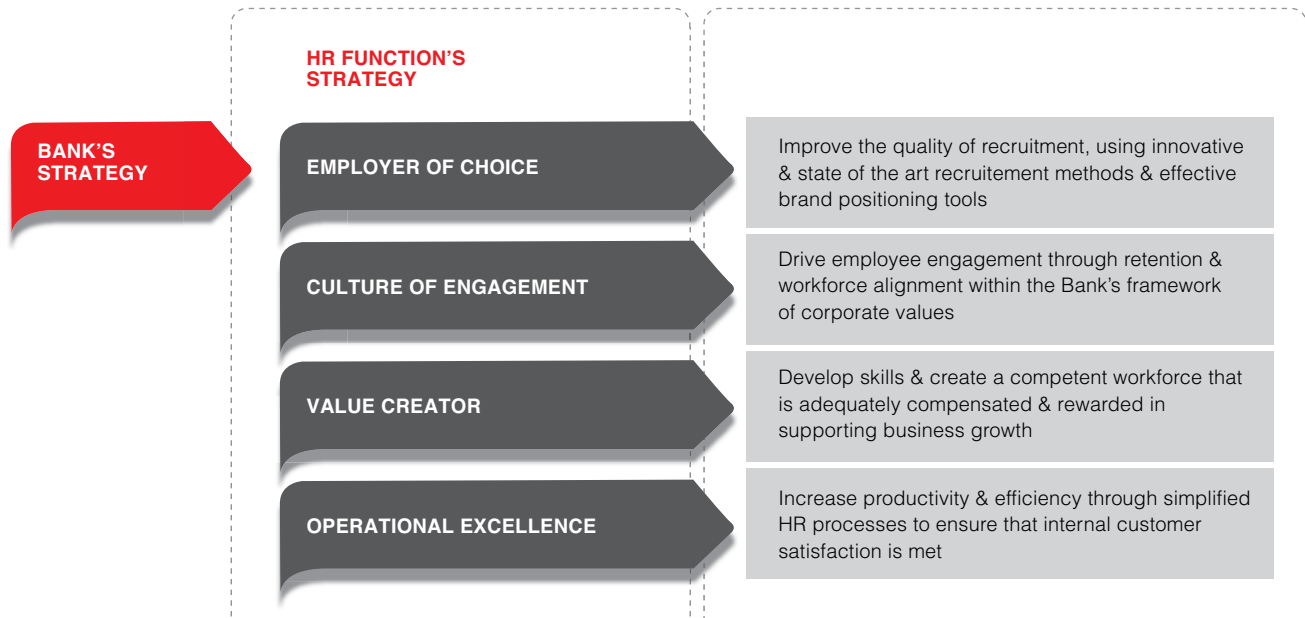 HR FUNCTION'S
STRATEGY
BANK'S
STRATEGY
EMPLOYER OF CHOICE
Improve the quality of recruitment, using innovative
& state of the art recruitement methods & effective
brand positioning tools
CULTURE OF ENGAGEMENT
Drive employee engagement through retention &
workforce alignment within the Bank's framework
of corporate values
VALUE CREATOR
Develop skills & create a competent workforce that
is adequately compensated & rewarded in
supporting business growth
OPERATIONAL EXCELLENCE
Increase productivity & efficiency through simplified
HR processes to ensure that internal customer
satisfaction is met